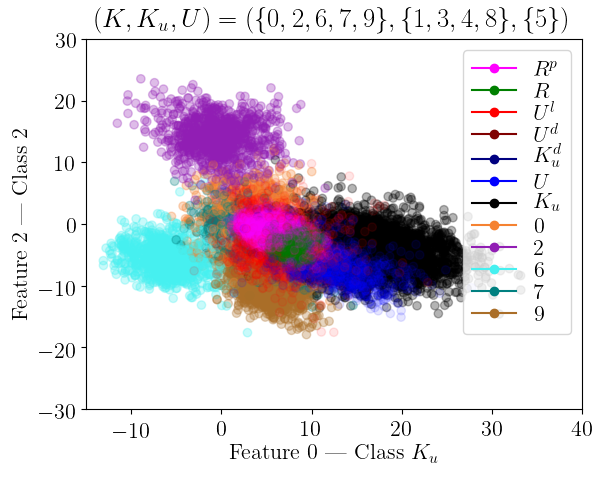 (K, K_u, U) = ({0, 2, 6, 7, 9}, {1, 3, 4, 8}, {5})
30
20
10
0
−10
−20
−30
Feature 2 — Class 2
R^p
R
U^l
U^d
K_u^d
U
K_u
0
2
6
7
9
−10 0 10 20 30 40
Feature 0 — Class K_u